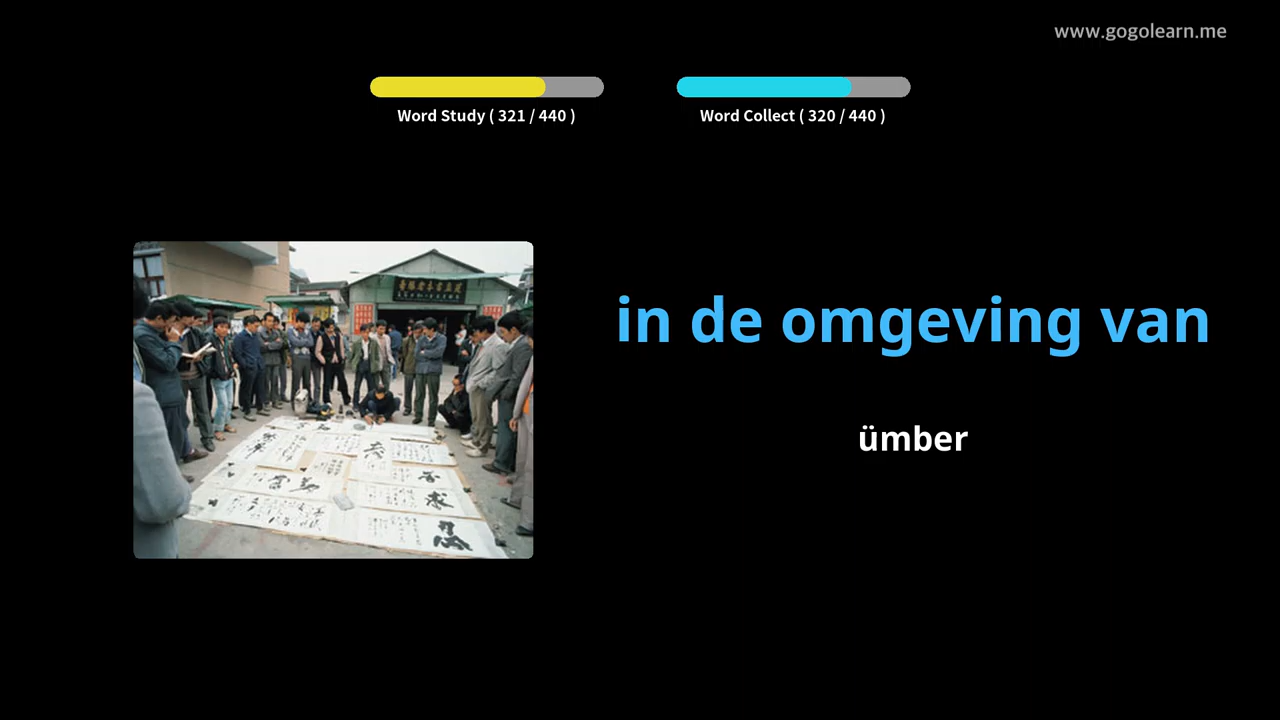 www.gogolearn.me
Word Study ( 321 / 440 )
Word Collect ( 320 / 440 )
in de omgeving van
ümber